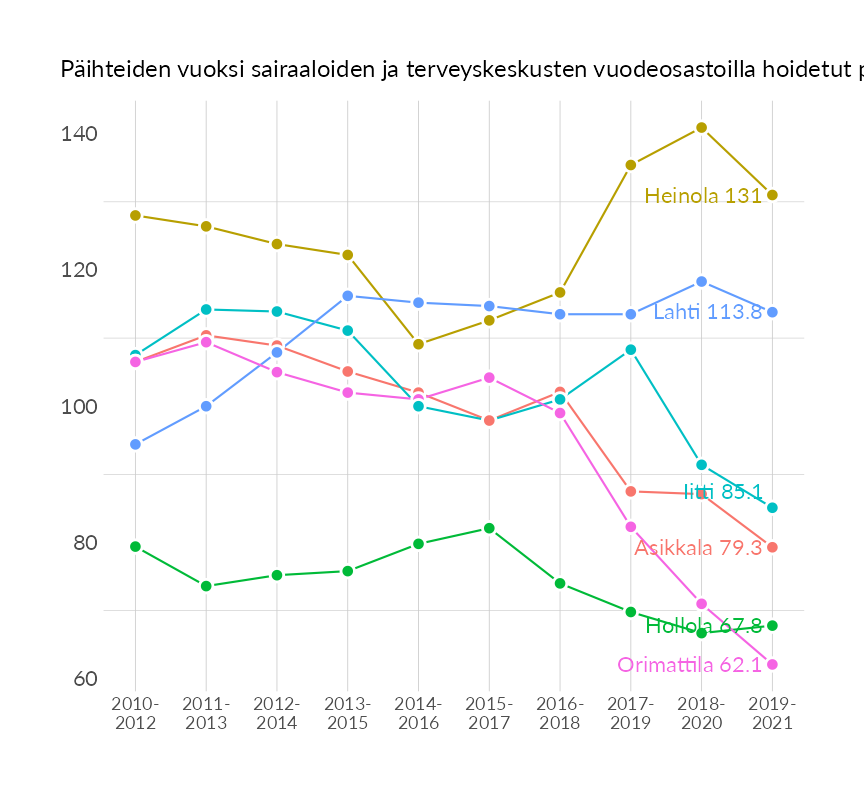 Päihteiden vuoksi sairaaloiden ja terveyskeskusten vuodeosastoilla hoidetut
140
120
100
80
60
Heinola 131
Lahti 113.8
Iitti 85.1
Asikkala 79.3
Hollola 67.8
Orimattila 62.1
2010- 2011- 2012- 2013- 2014- 2015- 2016- 2017- 2018- 2019-
2012 2013 2014 2015 2016 2017 2018 2019 2020 2021